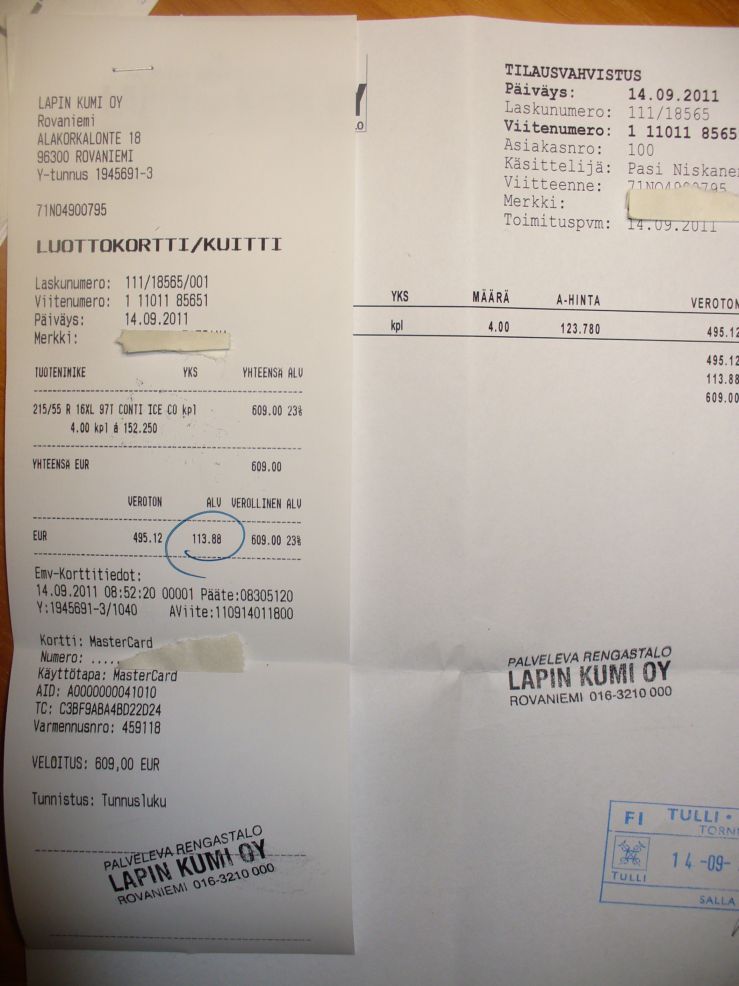 LAPIN KUMI OY
Rovaniemi
ALAKORKALONTE 18
96300 ROVANIEMI
Y-tunnus 1945691-3
71NO4900795
LUOTTOKORTTI/KUITTI
Laskunumero: 111/18565/001
Viitenumero: 1 11011 85651
Päiväys: 14.09.2011
Merkki:
TUOTENIMIKE YKS YHTEENSÄ ALV
215/55 R 16XL 97T CONTI ICE CO kpl 609.00 23%
4.00 kpl á 152.250
YHTEENSÄ EUR 609.00
VEROTON ALV VEROLLINEN ALV
EUR 495.12 113.88 609.00 23%
Emv-Korttitiedot:
14.09.2011 08:52:20 00001 Pääte:08305120
Y:1945691-3/1040 AViite:110914011800
Kortti: MasterCard
Numero: .....
Käyttötapa: MasterCard
AID: A0000000041010
TC: C3BF9ABA4BD22D24
Varmennusnro: 459118
VELOITUS: 609,00 EUR
Tunnistus: Tunnusluku
PALVELEVA RENGASTALO
LAPIN KUMI OY
ROVANIEMI 016-3210 000
TILAUSVAHVISTUS
Päiväys: 14.09.2011
Laskunumero: 111/18565
Viitenumero: 1 11011 8565
Asiakasnro: 100
Käsittelijä: Pasi Niskanen
Viitteenne: 71NO4900795
Merkki:
Toimituspvm: 14.09.2011
YKS MÄÄRÄ A-HINTA VEROTON
kpl 4.00 123.780 495.12
495.12
113.88
609.00
PALVELEVA RENGASTALO
LAPIN KUMI OY
ROVANIEMI 016-3210 000
FI TULLI •
TORNI
14 -09-
TULLI
SALLA